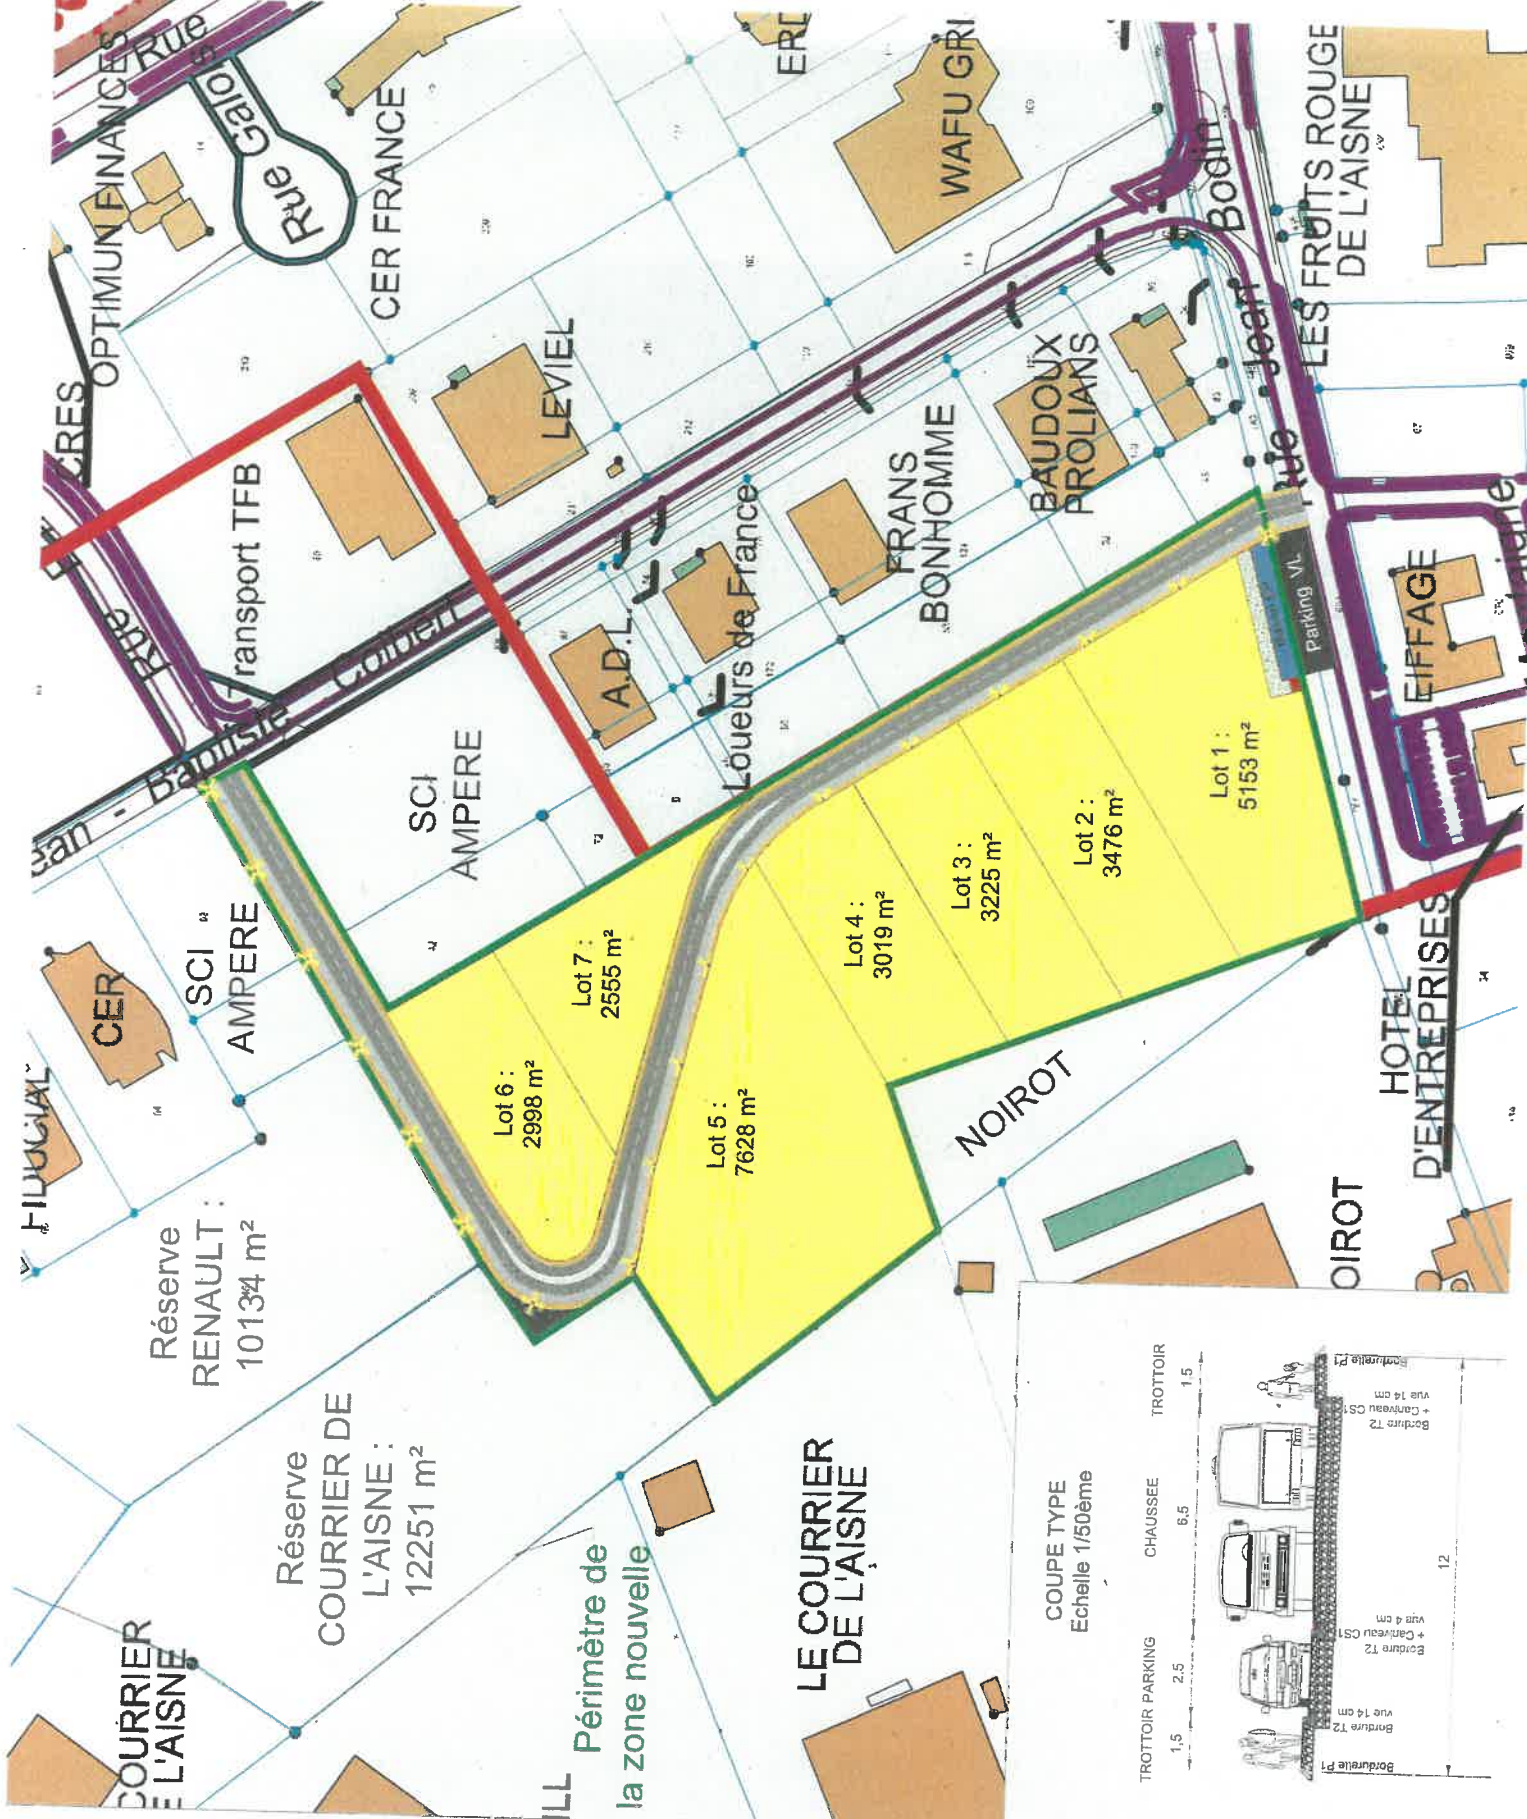 OPTIMUN FINANCES
Rue
Rue Galois
CER FRANCE
ERD
WAFU GRI
LES FRUITS ROUGE
DE L'AISNE
Rue Jean Bodin
CRES
Transport TFB
LEVIEL
Rue
Jean - Baptiste Colbert
A.D.L.
Loueurs de France
FRANS
BONHOMME
BAUDOUX
PROLIANS
EIFFAGE
Parking VL
SCI
AMPERE
SCI
AMPERE
CER
FIDUCIAL
Lot 1 :
5153 m²
Lot 2 :
3476 m²
Lot 3 :
3225 m²
Lot 4 :
3019 m²
Lot 5 :
7628 m²
Lot 6 :
2998 m²
Lot 7 :
2555 m²
NOIROT
HOTEL
D'ENTREPRISES
OIROT
Réserve
RENAULT :
10134 m²
Réserve
COURRIER DE
L'AISNE :
12251 m²
COURRIER
E L'AISNE
Périmètre de
la zone nouvelle
ILL
LE COURRIER
DE L'AISNE
COUPE TYPE
Echelle 1/50ème
TROTTOIR PARKING
CHAUSSEE
TROTTOIR
1,5
2.5
6.5
1.5
Bordurette P1
Bordure T2
vue 14 cm
Bordure T2
+ Caniveau CS1
vue 4 cm
Bordure T2
+ Caniveau CS1
vue 14 cm
Bordurette P1
12